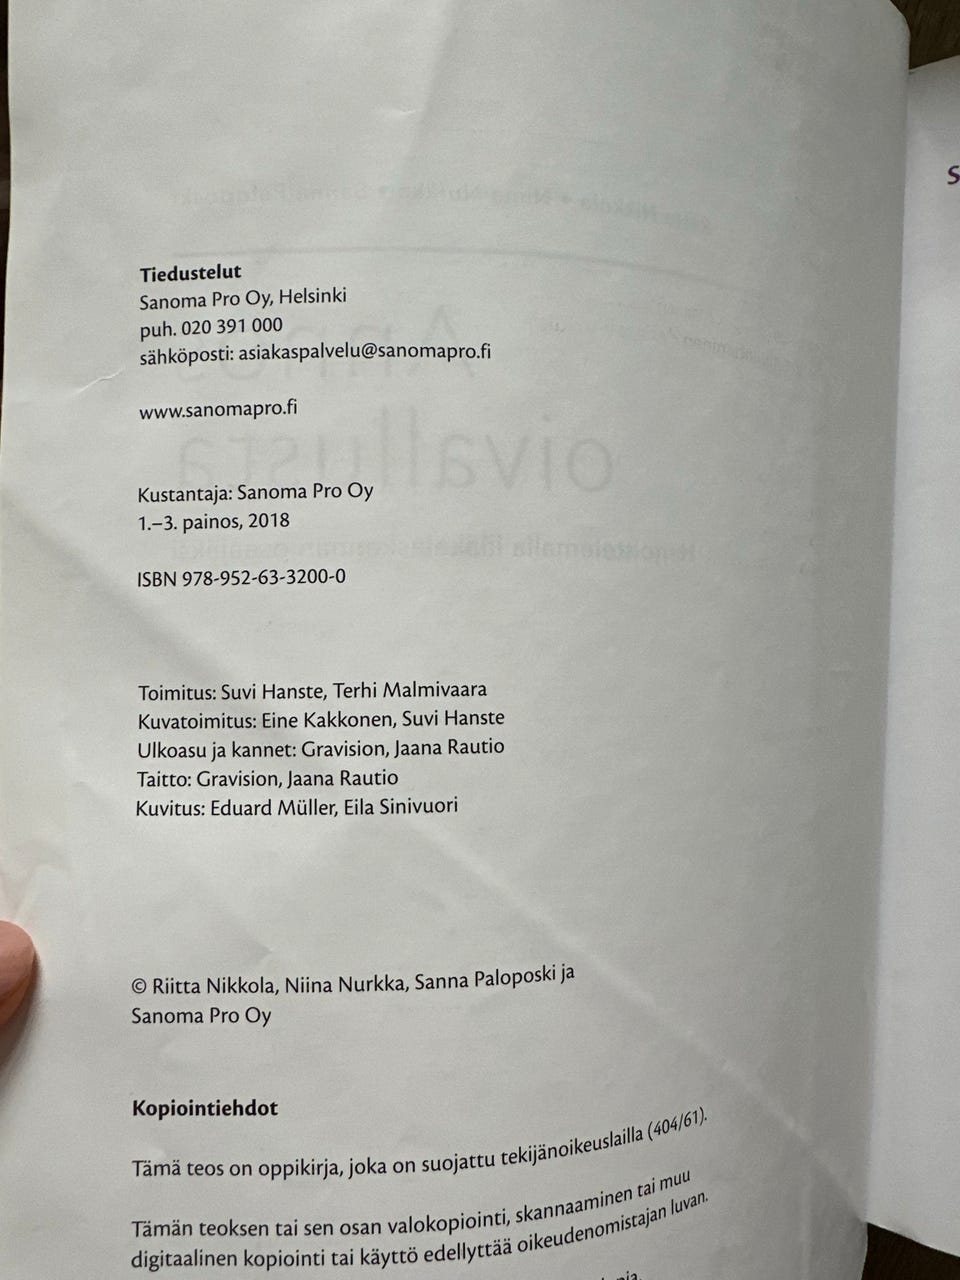 Tiedustelut
Sanoma Pro Oy, Helsinki
puh. 020 391 000
sähköposti: asiakaspalvelu@sanomapro.fi
www.sanomapro.fi
Kustantaja: Sanoma Pro Oy
1.–3. painos, 2018
ISBN 978-952-63-3200-0
Toimitus: Suvi Hanste, Terhi Malmivaara
Kuvatoimitus: Eine Kakkonen, Suvi Hanste
Ulkoasu ja kannet: Gravision, Jaana Rautio
Taitto: Gravision, Jaana Rautio
Kuvitus: Eduard Müller, Eila Sinivuori
© Riitta Nikkola, Niina Nurkka, Sanna Paloposki ja
Sanoma Pro Oy
Kopiointiehdot
Tämä teos on oppikirja, joka on suojattu tekijänoikeuslailla (404/61).
Tämän teoksen tai sen osan valokopiointi, skannaaminen tai muu
digitaalinen kopiointi tai käyttö edellyttää oikeudenomistajan luvan.